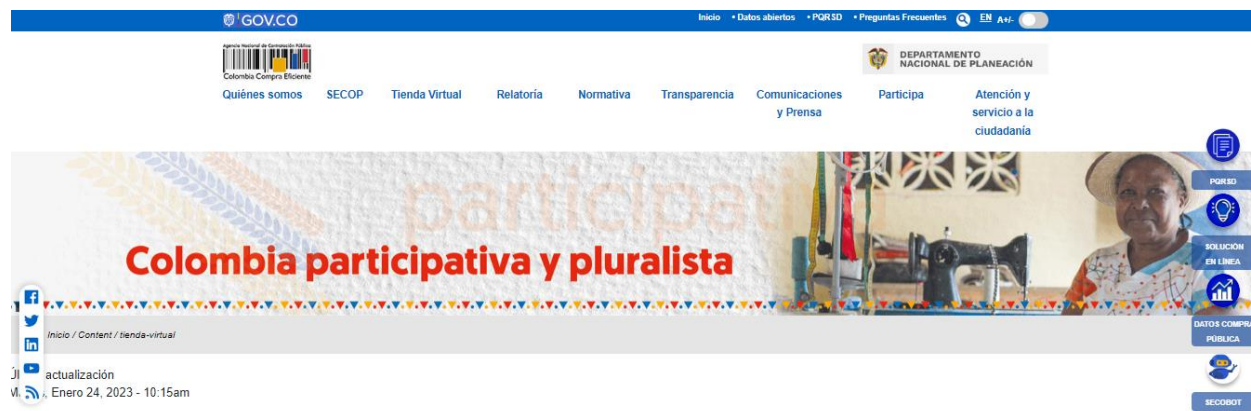 GOV.CO
Inicio • Datos abiertos • PQRSD • Preguntas Frecuentes EN A+/-
Agencia Nacional de Contratación Pública
Colombia Compra Eficiente
DEPARTAMENTO
NACIONAL DE PLANEACIÓN
Quiénes somos SECOP Tienda Virtual Relatoría Normativa Transparencia Comunicaciones y Prensa Participa Atención y servicio a la ciudadanía
participat
Colombia participativa y pluralista
PQRSD
SOLUCIÓN
EN LÍNEA
DATOS COMPRA
PÚBLICA
SECOBOT
Inicio / Content / tienda-virtual
actualización
, Enero 24, 2023 - 10:15am